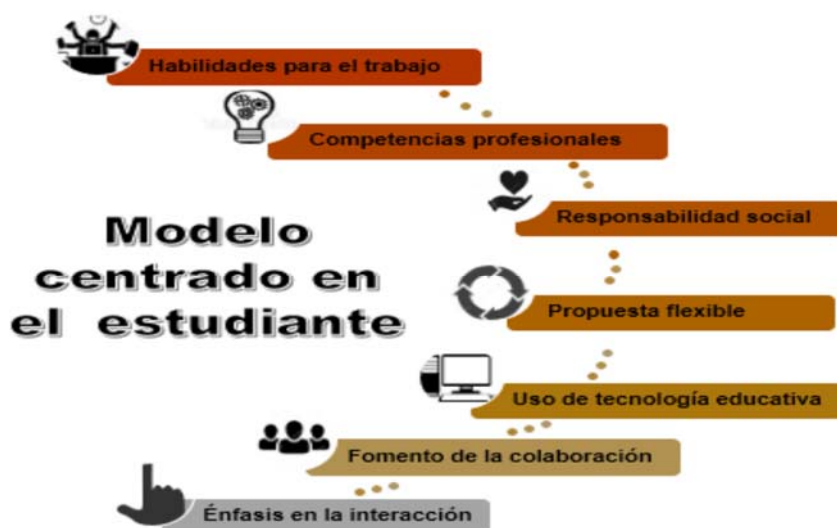 Habilidades para el trabajo
Competencias profesionales
Responsabilidad social
Modelo
centrado en
el estudiante
Propuesta flexible
Uso de tecnología educativa
Fomento de la colaboración
Énfasis en la interacción